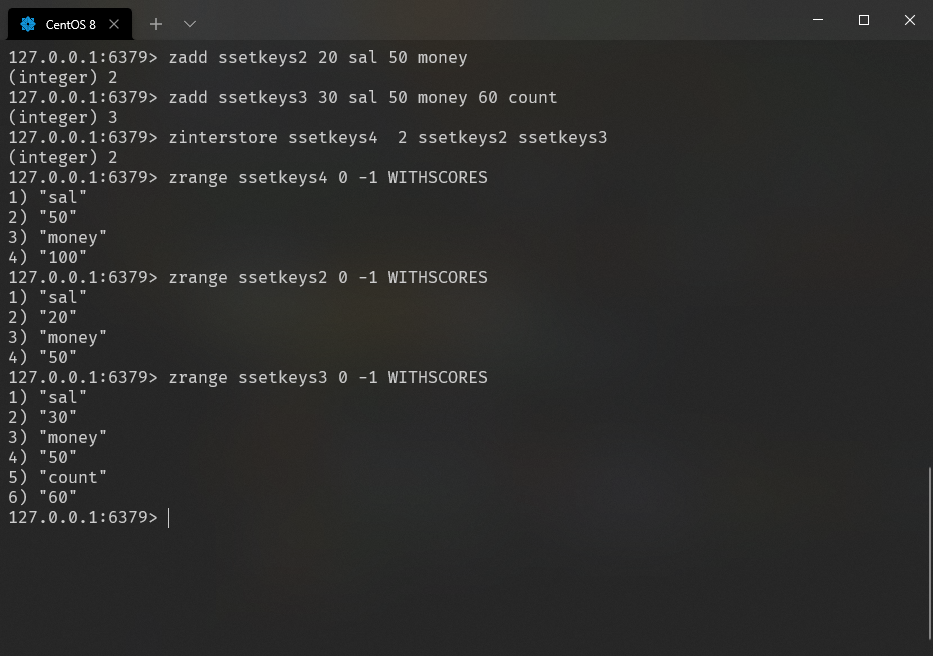 CentOS 8
127.0.0.1:6379> zadd ssetkeys2 20 sal 50 money
(integer) 2
127.0.0.1:6379> zadd ssetkeys3 30 sal 50 money 60 count
(integer) 3
127.0.0.1:6379> zinterstore ssetkeys4  2 ssetkeys2 ssetkeys3
(integer) 2
127.0.0.1:6379> zrange ssetkeys4 0 -1 WITHSCORES
1) "sal"
2) "50"
3) "money"
4) "100"
127.0.0.1:6379> zrange ssetkeys2 0 -1 WITHSCORES
1) "sal"
2) "20"
3) "money"
4) "50"
127.0.0.1:6379> zrange ssetkeys3 0 -1 WITHSCORES
1) "sal"
2) "30"
3) "money"
4) "50"
5) "count"
6) "60"
127.0.0.1:6379>